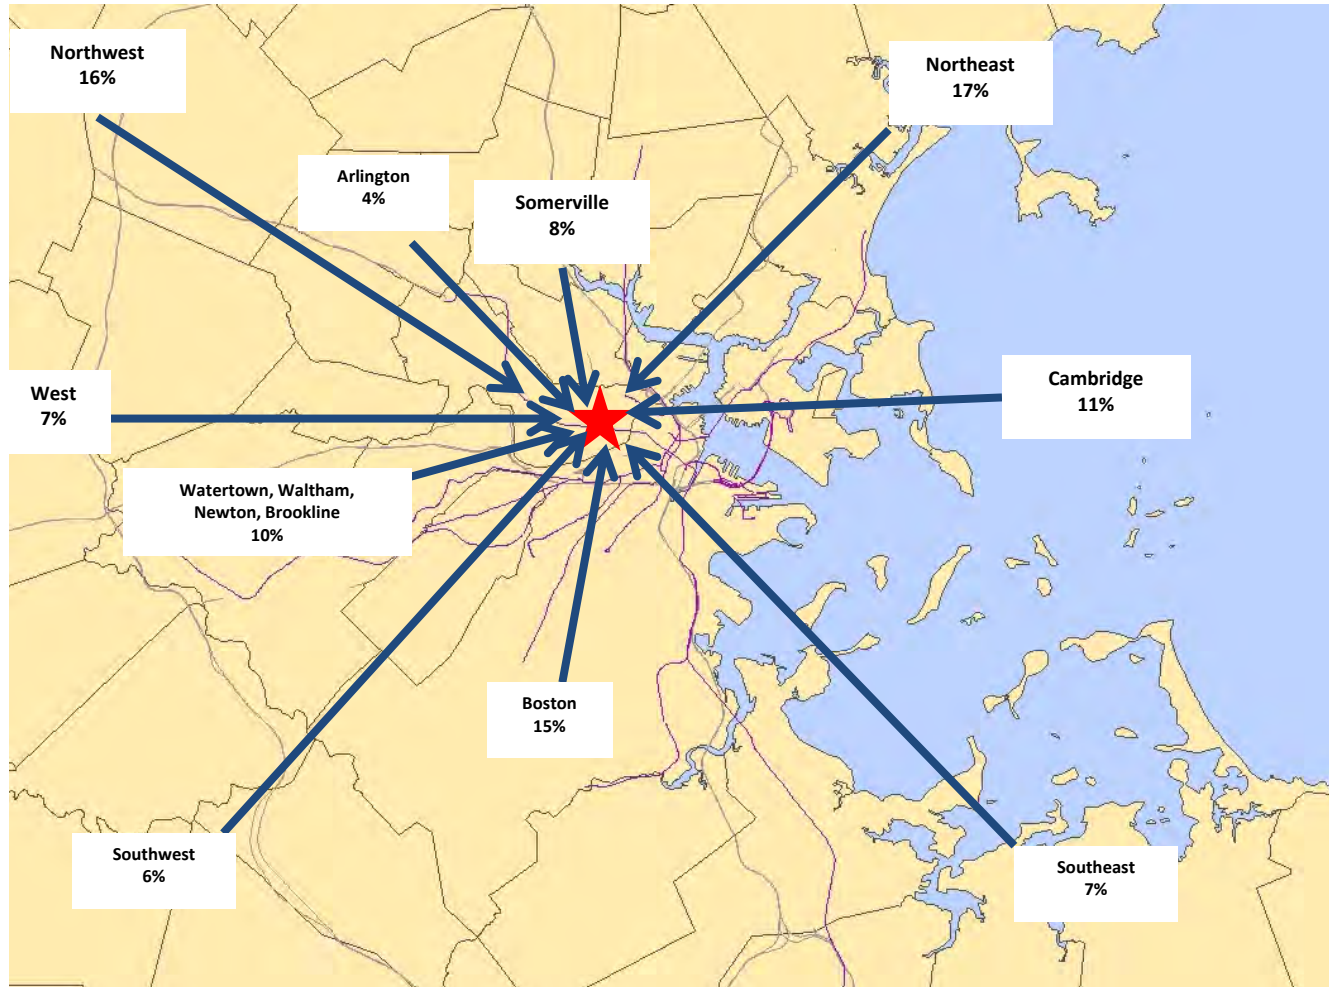 Northwest
16%
Northeast
17%
Arlington
4%
Somerville
8%
West
7%
Cambridge
11%
Watertown, Waltham,
Newton, Brookline
10%
Boston
15%
Southwest
6%
Southeast
7%